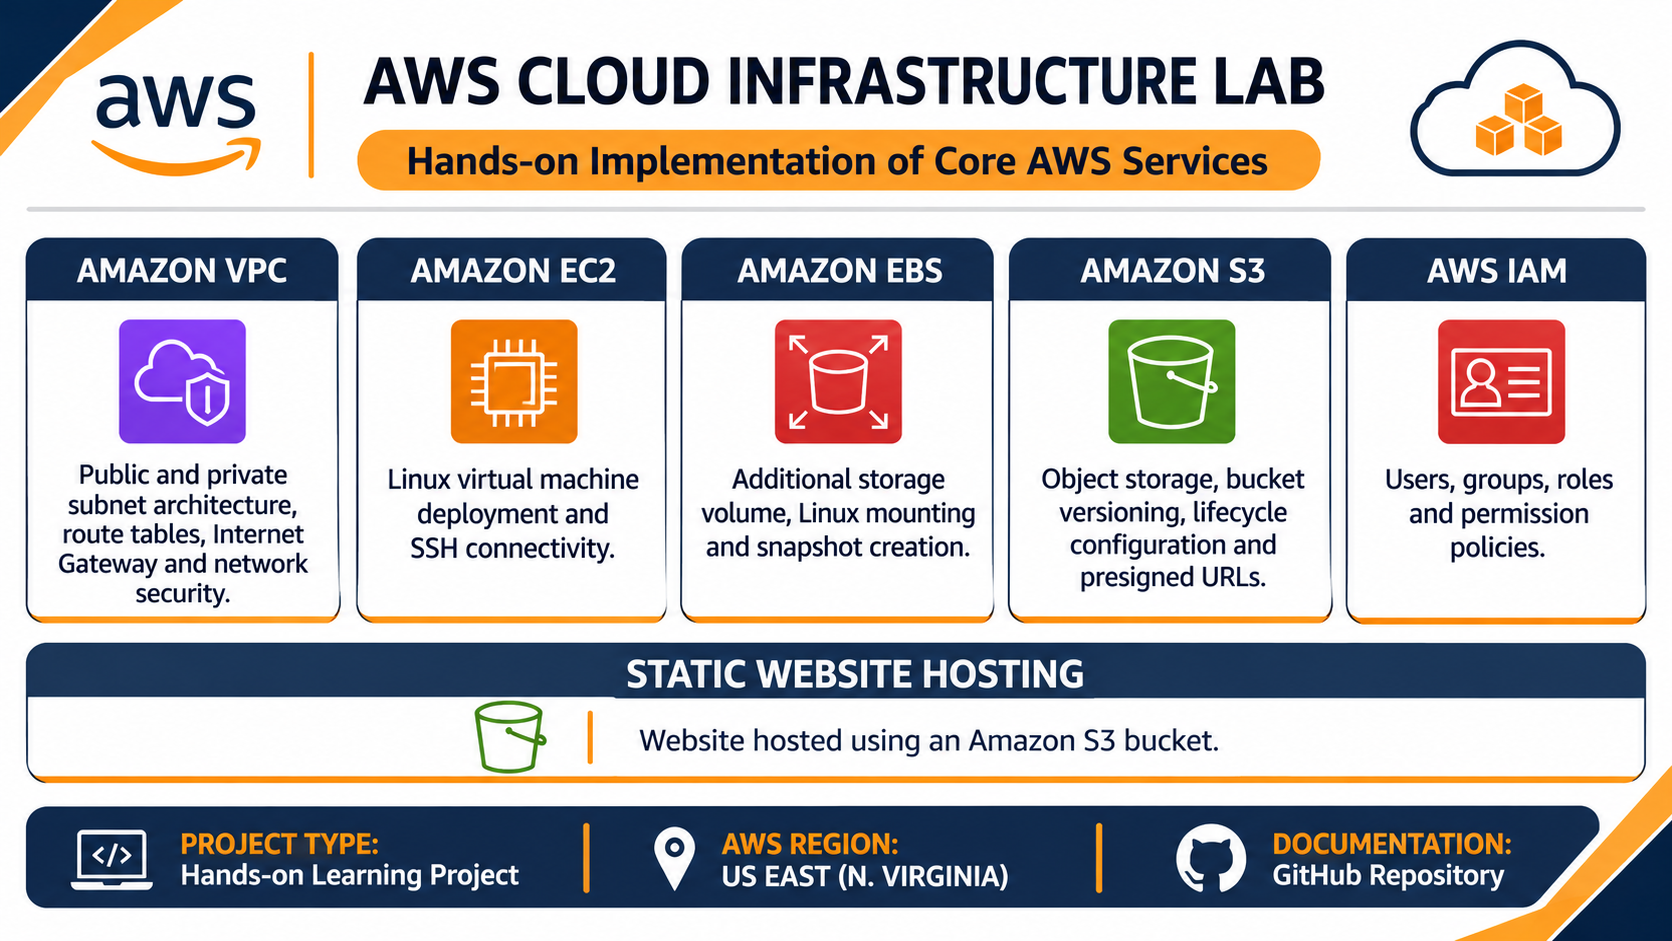 aws
AWS CLOUD INFRASTRUCTURE LAB
Hands-on Implementation of Core AWS Services
AMAZON VPC
Public and private
subnet architecture,
route tables, Internet
Gateway and network
security.
AMAZON EC2
Linux virtual machine
deployment and
SSH connectivity.
AMAZON EBS
Additional storage
volume, Linux mounting
and snapshot creation.
AMAZON S3
Object storage, bucket
versioning, lifecycle
configuration and
presigned URLs.
AWS IAM
Users, groups, roles
and permission
policies.
STATIC WEBSITE HOSTING
Website hosted using an Amazon S3 bucket.
</>
PROJECT TYPE:
Hands-on Learning Project
AWS REGION:
US EAST (N. VIRGINIA)
DOCUMENTATION:
GitHub Repository